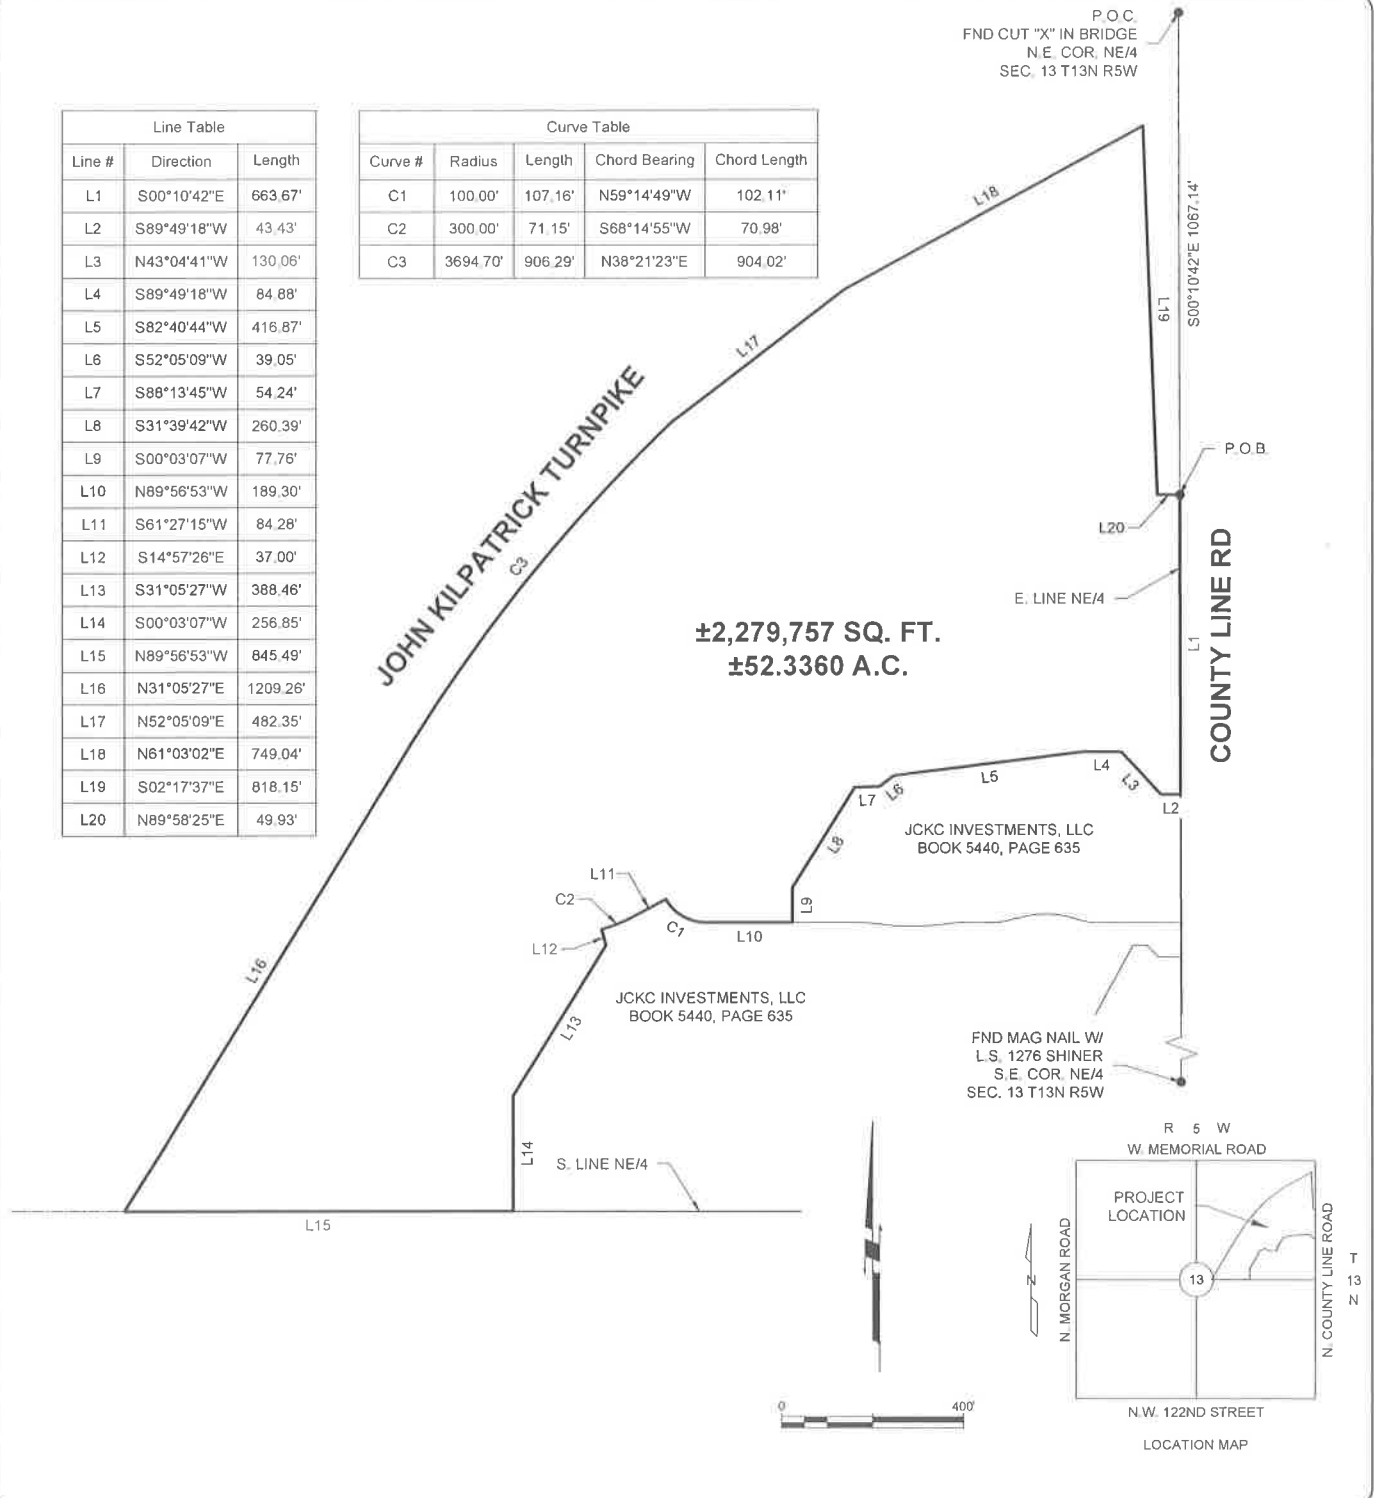 P.O.C.
FND CUT "X" IN BRIDGE
N.E. COR. NE/4
SEC. 13 T13N R5W
Line Table
Line # Direction Length
L1 S00°10'42"E 663.67'
L2 S89°49'18"W 43.43'
L3 N43°04'41"W 130.06'
L4 S89°49'18"W 84.88'
L5 S82°40'44"W 416.87'
L6 S52°05'09"W 39.05'
L7 S88°13'45"W 54.24'
L8 S31°39'42"W 260.39'
L9 S00°03'07"W 77.76'
L10 N89°56'53"W 189.30'
L11 S61°27'15"W 84.28'
L12 S14°57'26"E 37.00'
L13 S31°05'27"W 388.46'
L14 S00°03'07"W 256.85'
L15 N89°56'53"W 845.49'
L16 N31°05'27"E 1209.26'
L17 N52°05'09"E 482.35'
L18 N61°03'02"E 749.04'
L19 S02°17'37"E 818.15'
L20 N89°58'25"E 49.93'
Curve Table
Curve # Radius Length Chord Bearing Chord Length
C1 100.00' 107.16' N59°14'49"W 102.11'
C2 300.00' 71.15' S68°14'55"W 70.98'
C3 3694.70' 906.29' N38°21'23"E 904.02'
L18
S00°10'42"E 1067.14'
L19
L17
JOHN KILPATRICK TURNPIKE
P.O.B.
L20
C3
E. LINE NE/4
COUNTY LINE RD
L1
±2,279,757 SQ. FT.
±52.3360 A.C.
L4
L5
L3
L7
L6
L2
JCKC INVESTMENTS, LLC
BOOK 5440, PAGE 635
L8
L11
C2
L9
C1
L10
L12
L16
JCKC INVESTMENTS, LLC
BOOK 5440, PAGE 635
L13
FND MAG NAIL W/
L.S. 1276 SHINER
S.E. COR. NE/4
SEC. 13 T13N R5W
L14
S. LINE NE/4
L15
0 400'
R 5 W
W. MEMORIAL ROAD
PROJECT
LOCATION
N
N. MORGAN ROAD
13
N. COUNTY LINE ROAD
T
13
N
N.W. 122ND STREET
LOCATION MAP